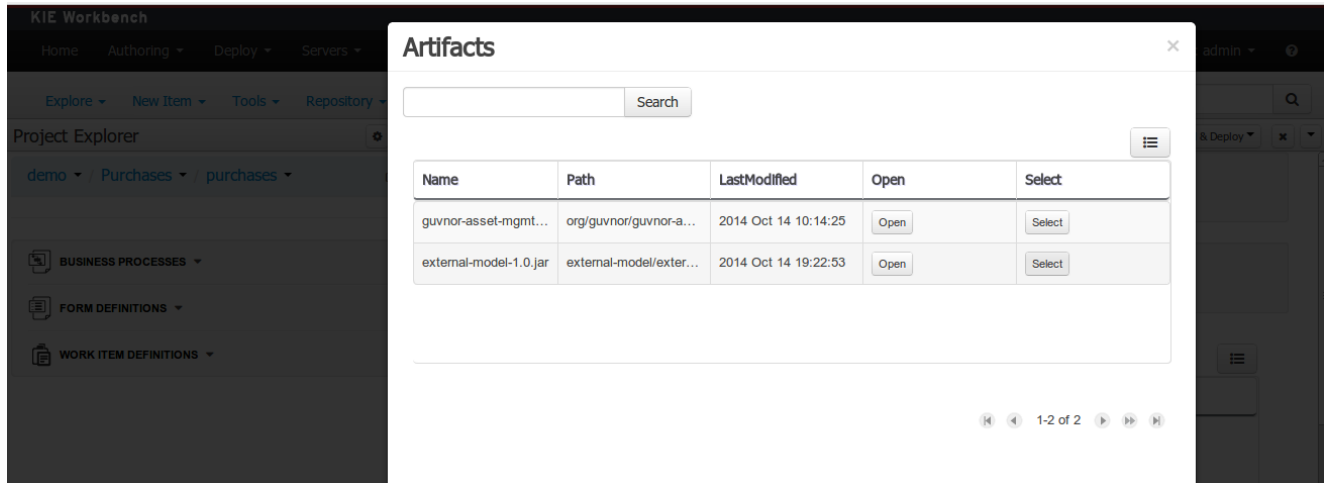 KIE Workbench
Home Authoring Deploy Servers
admin
Artifacts
×
Search
Explore New Item Tools Repository
Project Explorer
& Deploy
demo / Purchases / purchases
Name Path LastModified Open Select
guvnor-asset-mgmt... org/guvnor/guvnor-a... 2014 Oct 14 10:14:25 Open Select
external-model-1.0.jar external-model/exter... 2014 Oct 14 19:22:53 Open Select
BUSINESS PROCESSES
FORM DEFINITIONS
WORK ITEM DEFINITIONS
1-2 of 2